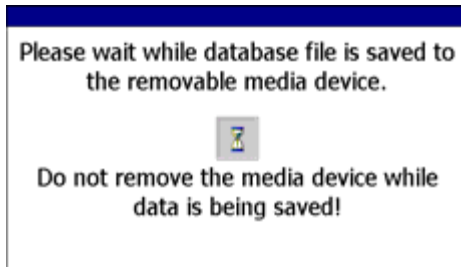 Please wait while database file is saved to
the removable media device.
Do not remove the media device while
data is being saved!